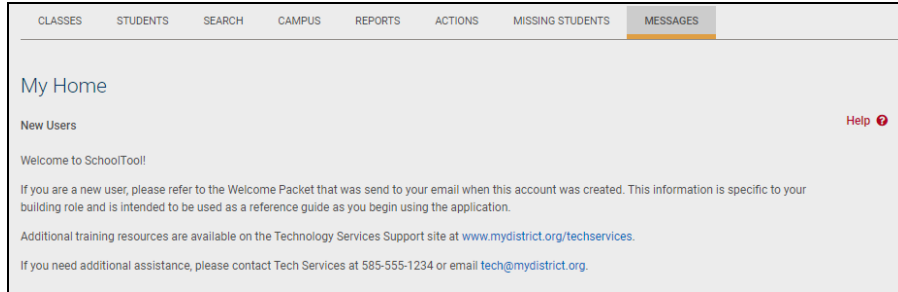 CLASSES STUDENTS SEARCH CAMPUS REPORTS ACTIONS MISSING STUDENTS MESSAGES
My Home
New Users
Help
Welcome to SchoolTool!
If you are a new user, please refer to the Welcome Packet that was send to your email when this account was created. This information is specific to your
building role and is intended to be used as a reference guide as you begin using the application.
Additional training resources are available on the Technology Services Support site at www.mydistrict.org/techservices.
If you need additional assistance, please contact Tech Services at 585-555-1234 or email tech@mydistrict.org.